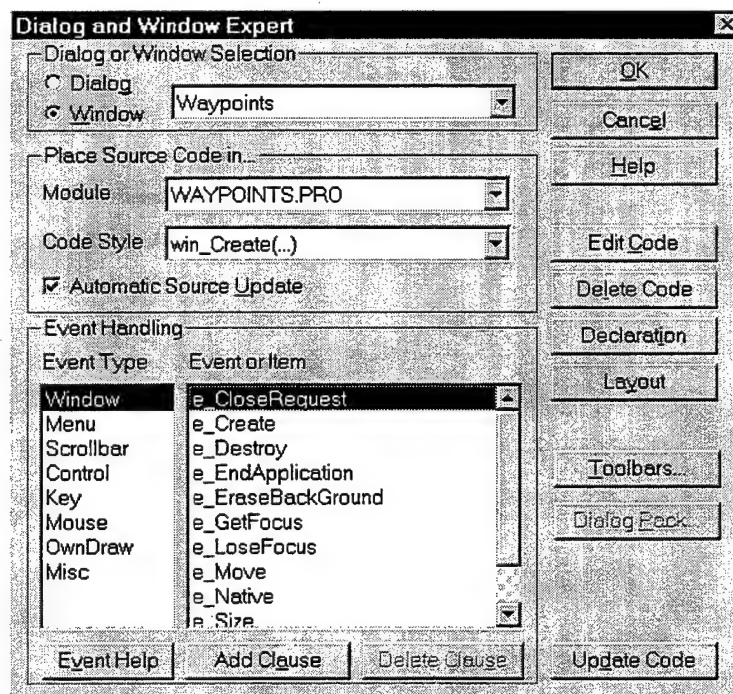 Dialog and Window Expert
Dialog or Window Selection
Dialog
Window
Waypoints
Place Source Code in...
Module
WAYPOINTS.PRO
Code Style
win_Create(...)
Automatic Source Update
Event Handling
Event Type
Event or Item
Window
Menu
Scrollbar
Control
Key
Mouse
OwnDraw
Misc
e_CloseRequest
e_Create
e_Destroy
e_EndApplication
e_EraseBackGround
e_GetFocus
e_LoseFocus
e_Move
e_Native
e_Size
Event Help
Add Clause
Delete Clause
OK
Cancel
Help
Edit Code
Delete Code
Declaration
Layout
Toolbars...
Dialog Pack...
Update Code